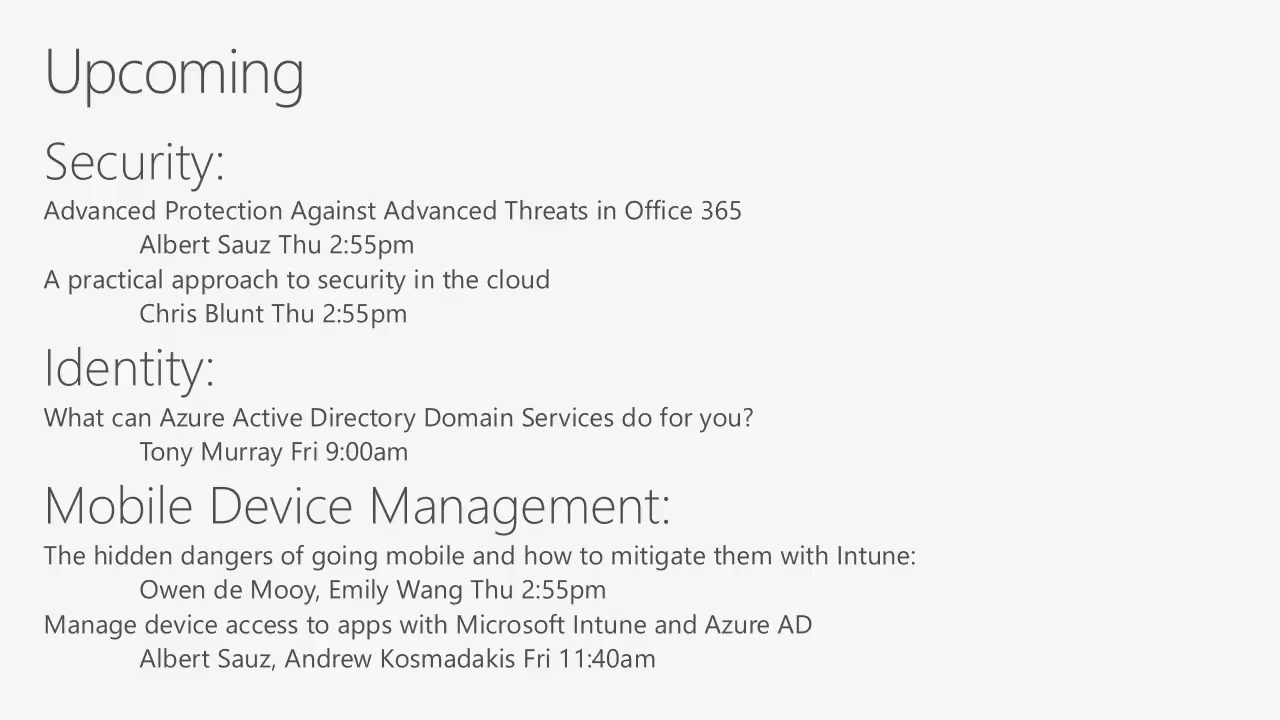 Upcoming
Security:
Advanced Protection Against Advanced Threats in Office 365
Albert Sauz Thu 2:55pm
A practical approach to security in the cloud
Chris Blunt Thu 2:55pm
Identity:
What can Azure Active Directory Domain Services do for you?
Tony Murray Fri 9:00am
Mobile Device Management:
The hidden dangers of going mobile and how to mitigate them with Intune:
Owen de Mooy, Emily Wang Thu 2:55pm
Manage device access to apps with Microsoft Intune and Azure AD
Albert Sauz, Andrew Kosmadakis Fri 11:40am